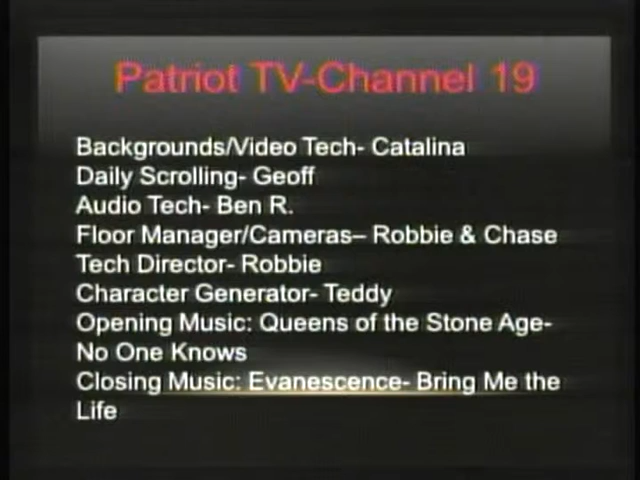 Patriot TV-Channel 19
Backgrounds/Video Tech- Catalina
Daily Scrolling- Geoff
Audio Tech- Ben R.
Floor Manager/Cameras– Robbie & Chase
Tech Director- Robbie
Character Generator- Teddy
Opening Music: Queens of the Stone Age-
No One Knows
Closing Music: Evanescence- Bring Me the
Life